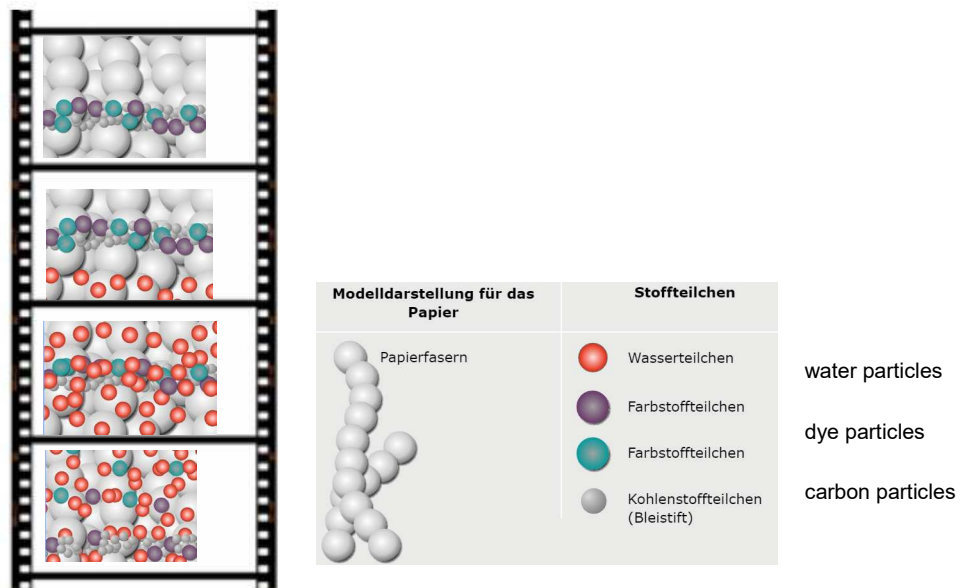 Modelldarstellung für das
Papier
Stoffteilchen
Papierfasern
Wasserteilchen
Farbstoffteilchen
Farbstoffteilchen
Kohlenstoffteilchen
(Bleistift)
water particles
dye particles
carbon particles